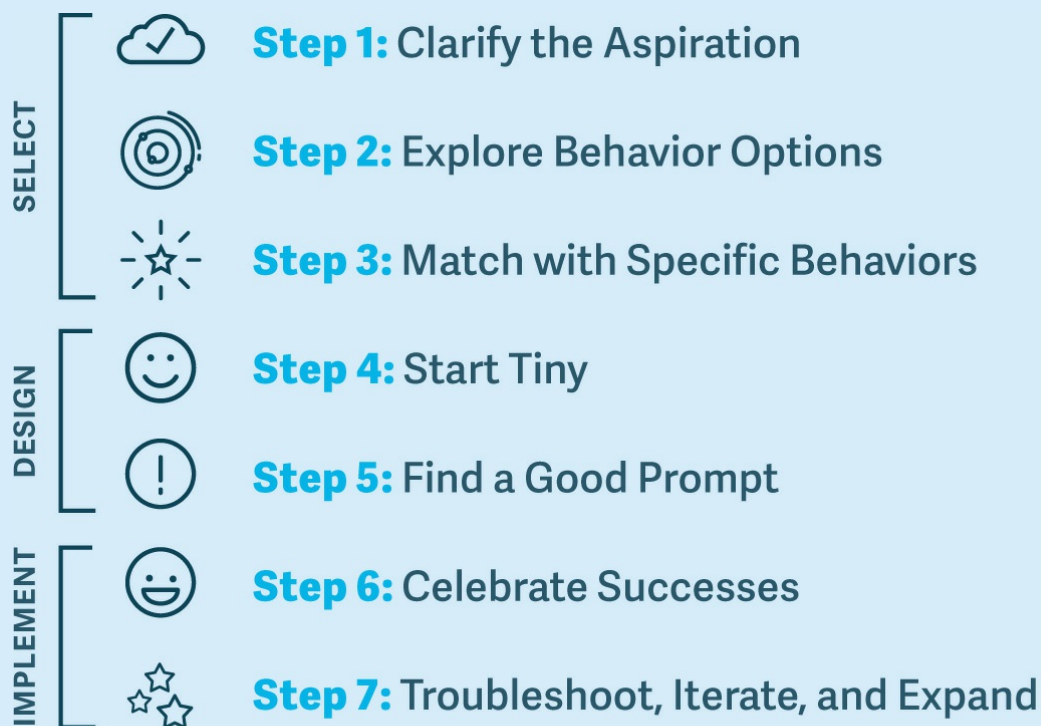 SELECT
Step 1: Clarify the Aspiration
Step 2: Explore Behavior Options
Step 3: Match with Specific Behaviors
DESIGN
Step 4: Start Tiny
Step 5: Find a Good Prompt
IMPLEMENT
Step 6: Celebrate Successes
Step 7: Troubleshoot, Iterate, and Expand